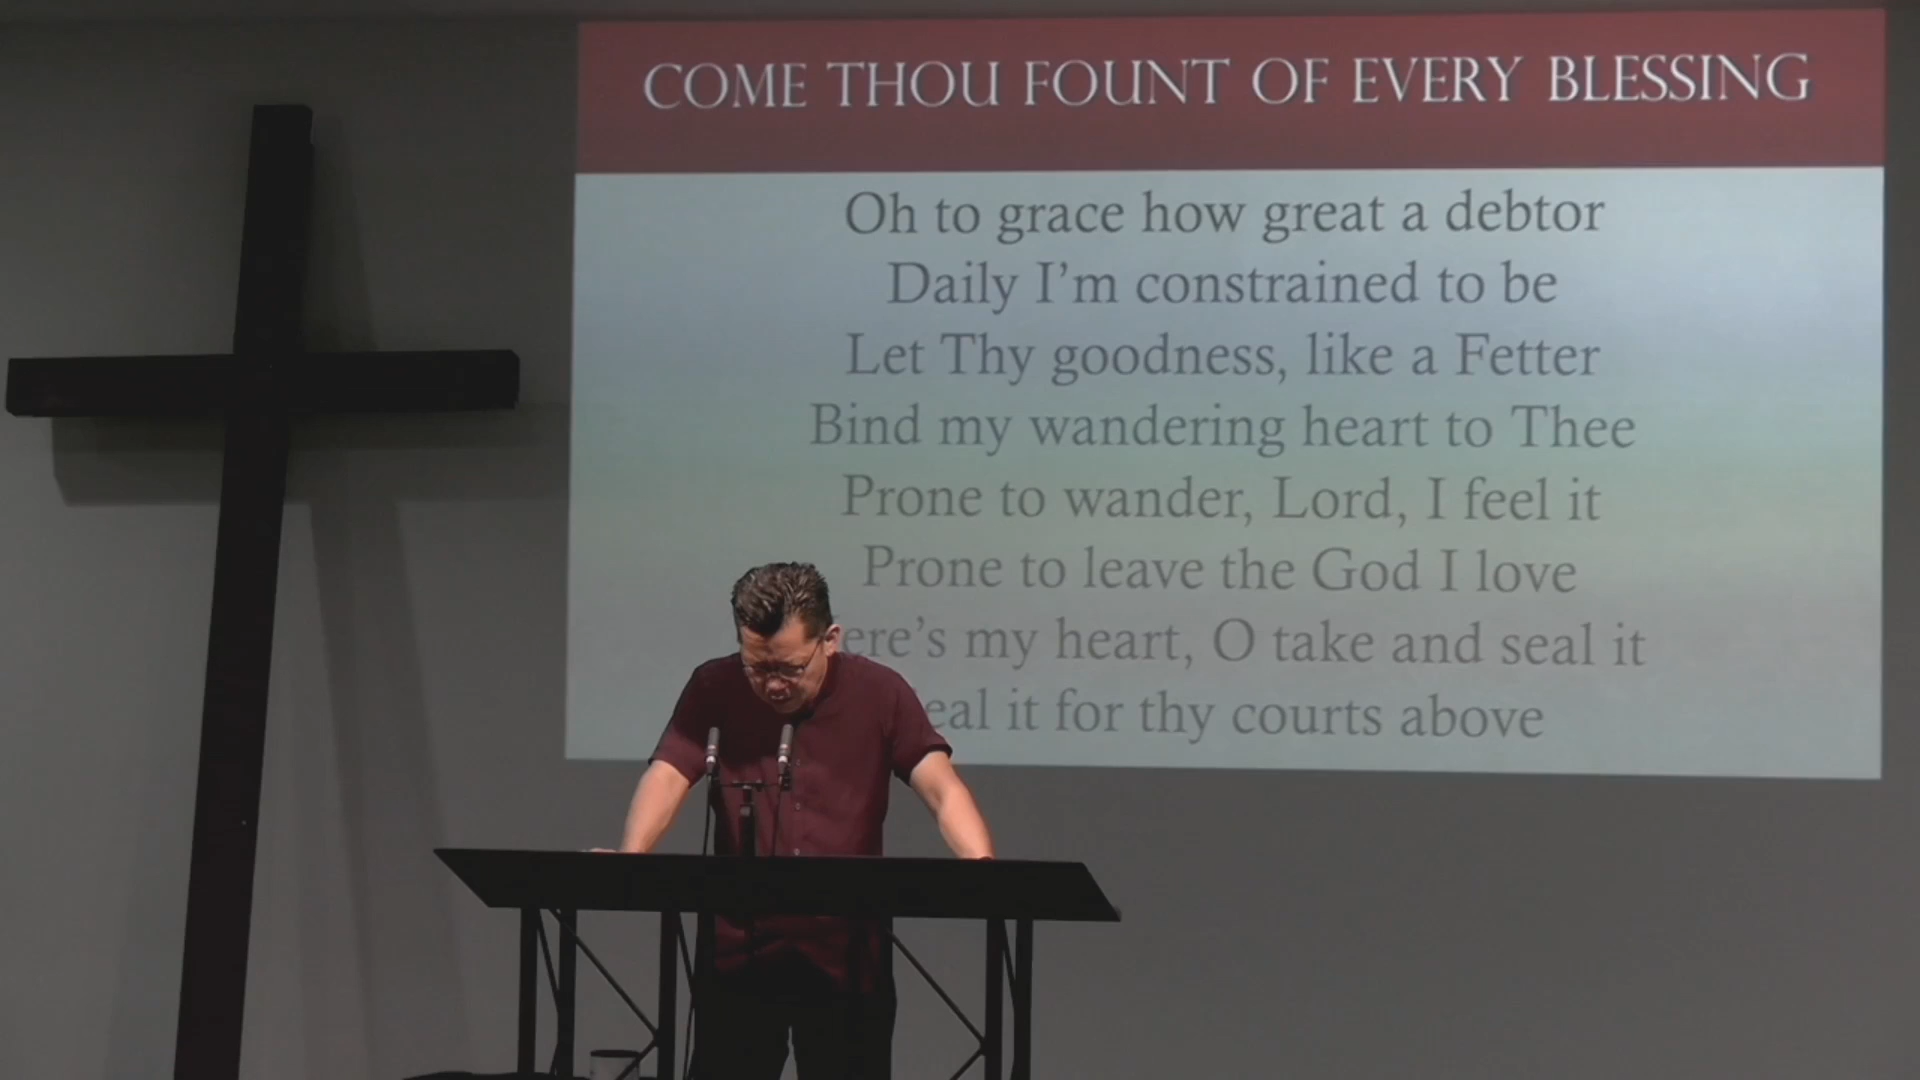 COME THOU FOUNT OF EVERY BLESSING
Oh to grace how great a debtor
Daily I'm constrained to be
Let Thy goodness, like a Fetter
Bind my wandering heart to Thee
Prone to wander, Lord, I feel it
Prone to leave the God I love
ere's my heart, O take and seal it
eal it for thy courts above